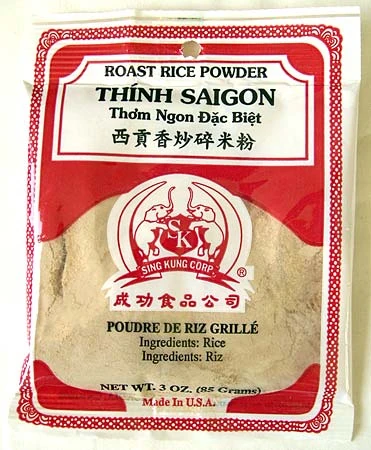 ROAST RICE POWDER
THÍNH SAIGON
Thơm Ngon Đặc Biệt
西貢香炒碎米粉
SK
SING KUNG CORP.
®
成功食品公司
POUDRE DE RIZ GRILLÉ
Ingredients: Rice
Ingredients: Riz
NET WT. 3 OZ. (85 Grams)
Made In U.S.A.